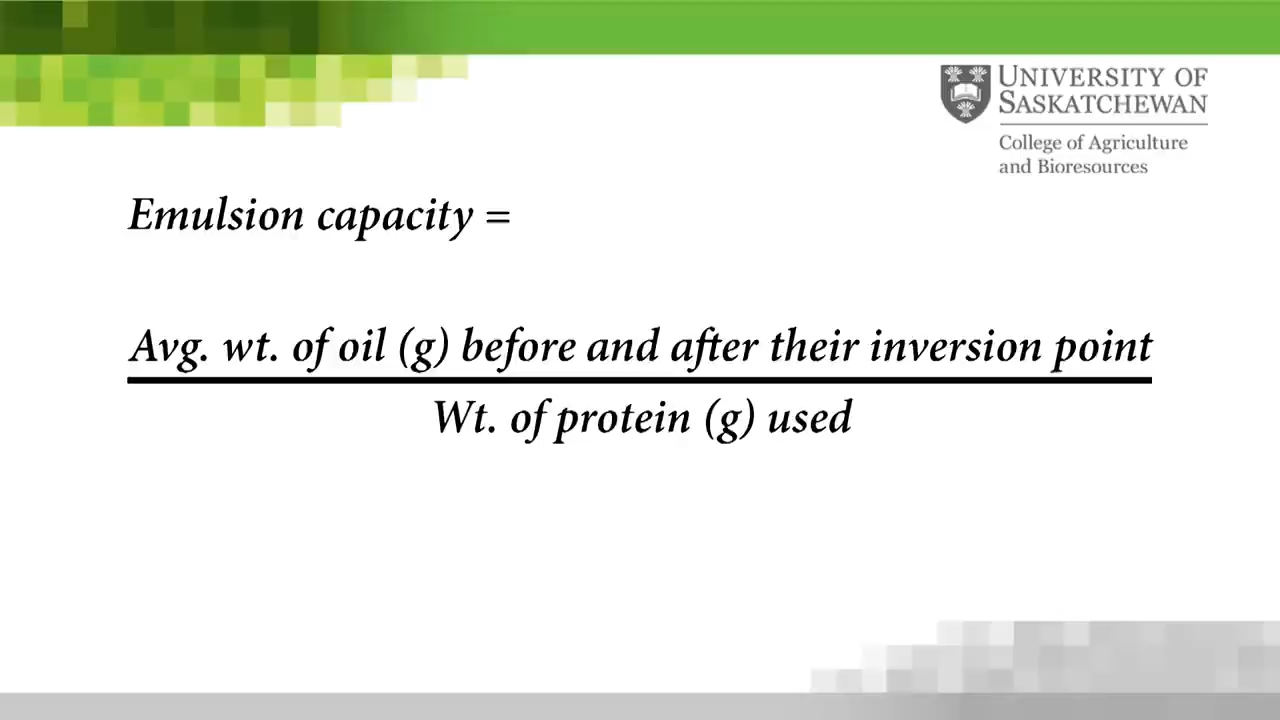 UNIVERSITY OF
SASKATCHEWAN
College of Agriculture
and Bioresources
Emulsion capacity =
Avg. wt. of oil (g) before and after their inversion point
Wt. of protein (g) used